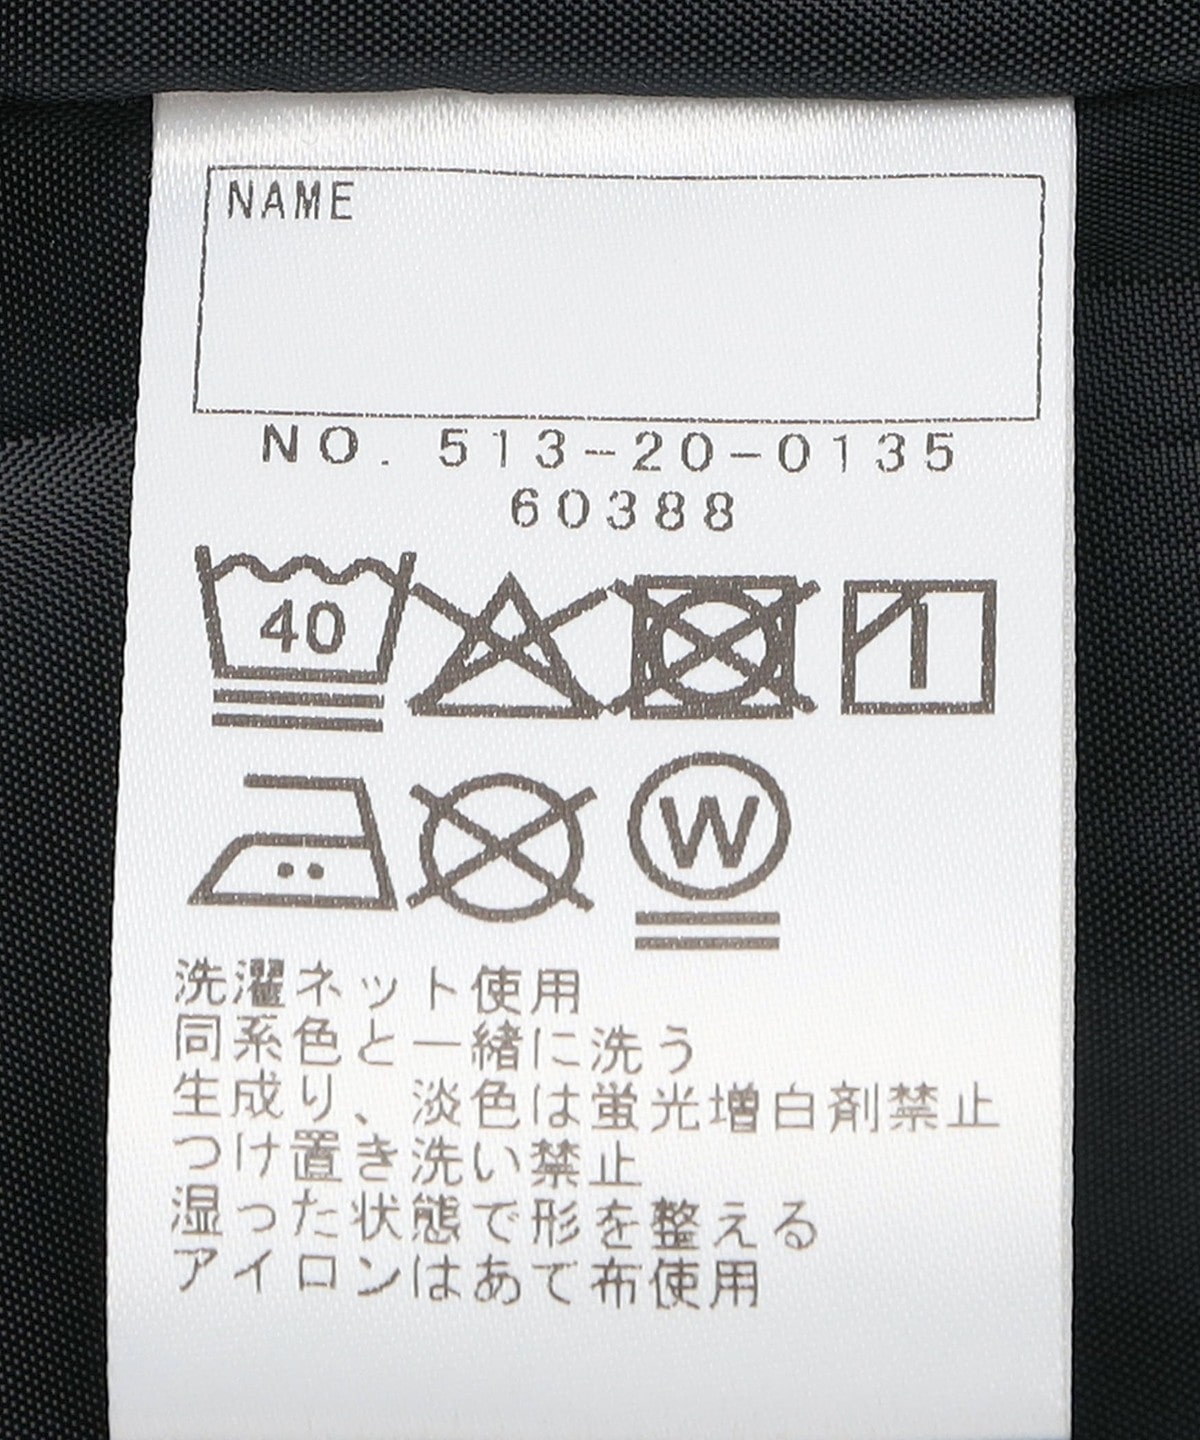 NAME
NO. 513-20-0135
60388
40
W
洗濯ネット使用
同系色と一緒に洗う
生成り、淡色は蛍光増白剤禁止
つけ置き洗い禁止
湿った状態で形を整える
アイロンはあて布使用